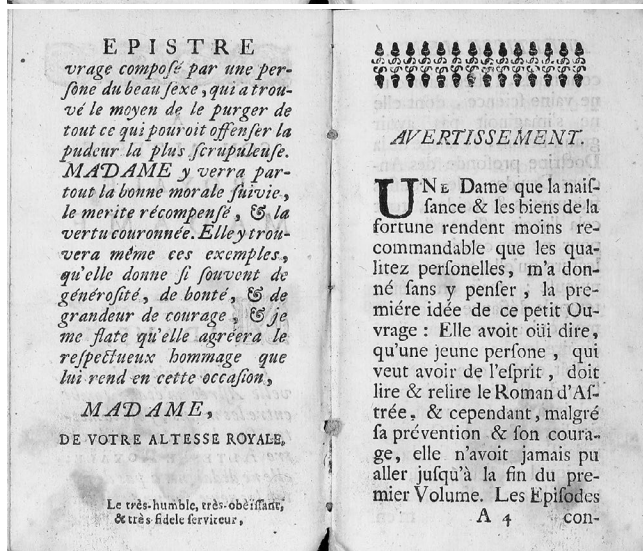 EPISTRE
vrage composé par une per-
sone du beau sexe, qui a trou-
vé le moyen de le purger de
tout ce qui pouroit offenser la
pudeur la plus scrupuleuse.
MADAME y verra par-
tout la bonne morale suivie,
le merite récompensé, & la
vertu couronnée. Elle y trou-
vera même ces exemples,
qu'elle donne si souvent de
générosité, de bonté, & de
grandeur de courage, & je
me flate qu'elle agréera le
respectueux hommage que
lui rend en cette occasion,
MADAME,
DE VOTRE ALTESSE ROYALE,
Le très-humble, très-obéïssant,
& très-fidele serviteur,
AVERTISSEMENT.
UNE Dame que la nais-
sance & les biens de la
fortune rendent moins re-
commandable que les qua-
litez personelles, m'a don-
né sans y penser, la pre-
miére idée de ce petit Ou-
vrage : Elle avoit oüi dire,
qu'une jeune persone, qui
veut avoir de l'esprit, doit
lire & relire le Roman d'As-
trée, & cependant, malgré
sa prévention & son coura-
ge, elle n'avoit jamais pu
aller jusqu'à la fin du pre-
mier Volume. Les Episodes
A 4 con-